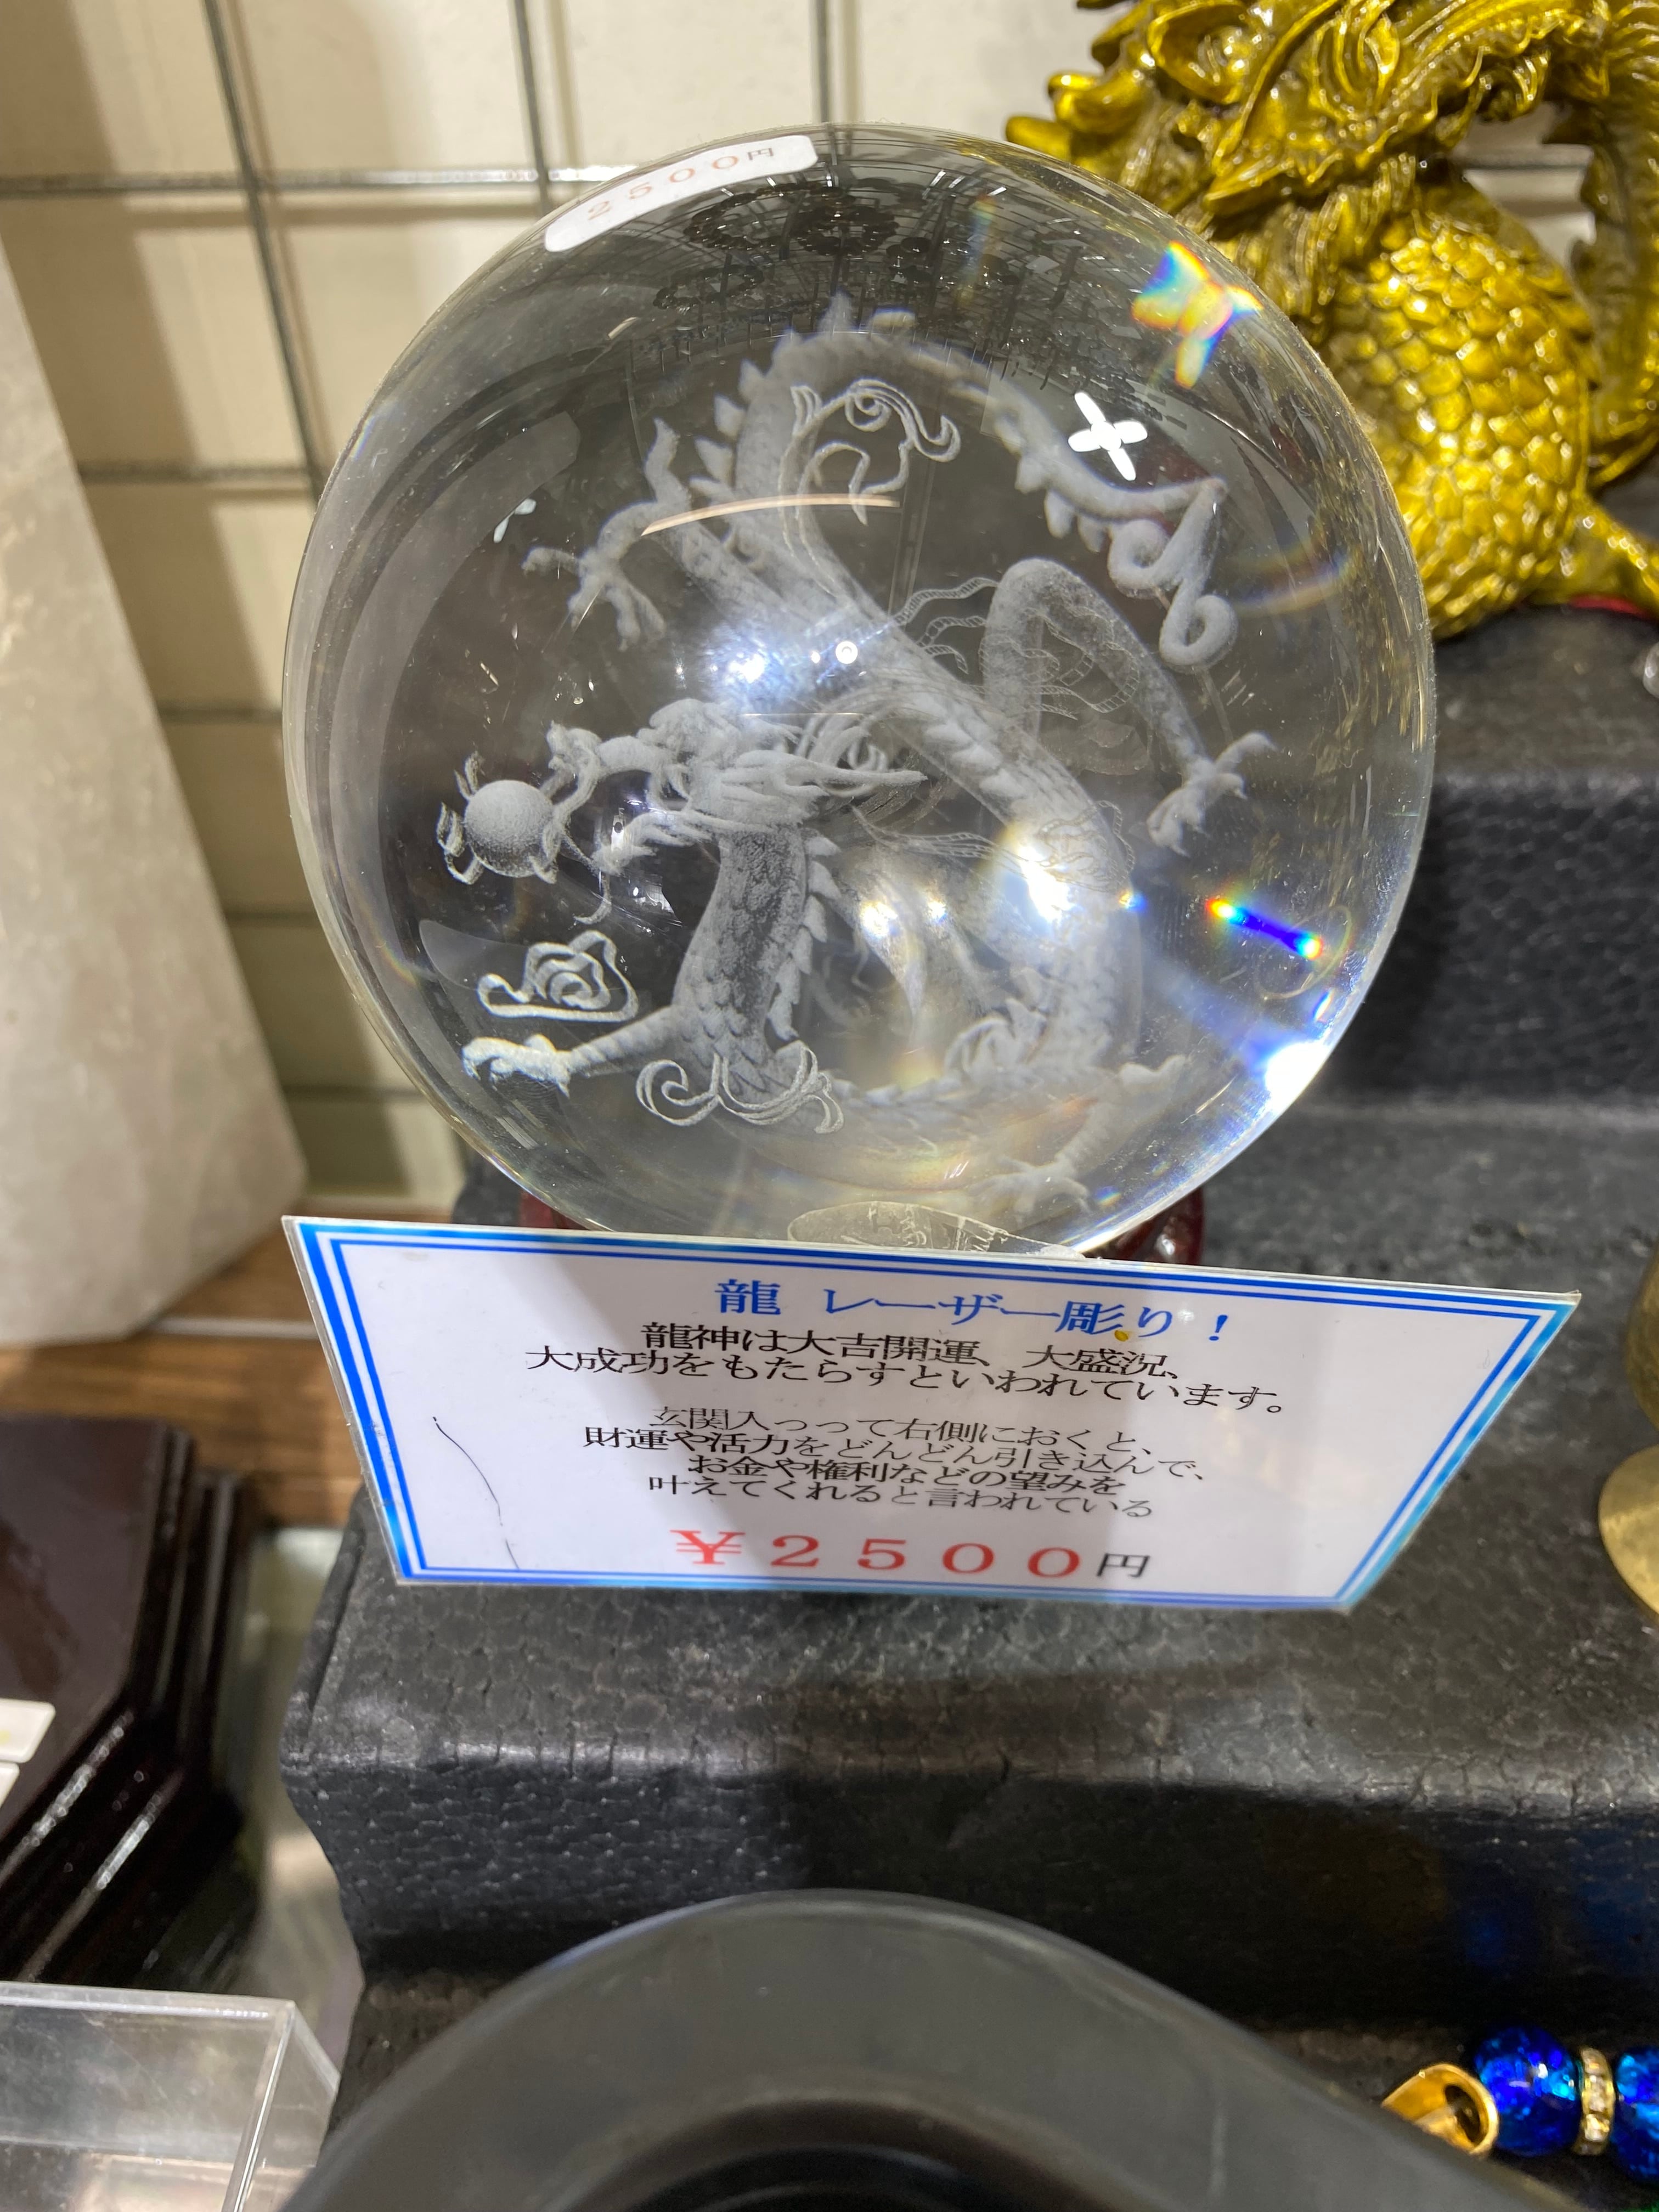 2500円
龍 レーザー彫り！
龍神は大吉開運、大盛況、
大成功をもたらすといわれています。
玄関入っって右側におくと、
財運や活力をどんどん引き込んで、
お金や権利などの望みを
叶えてくれると言われている
￥2500円